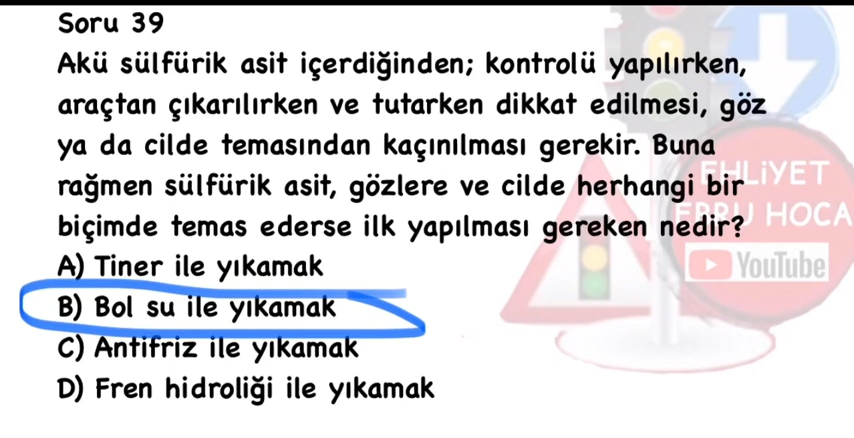 Soru 39
Akü sülfürik asit içerdiğinden; kontrolü yapılırken,
araçtan çıkarılırken ve tutarken dikkat edilmesi, göz
ya da cilde temasından kaçınılması gerekir. Buna
rağmen sülfürik asit, gözlere ve cilde herhangi bir
biçimde temas ederse ilk yapılması gereken nedir?
A) Tiner ile yıkamak
B) Bol su ile yıkamak
C) Antifriz ile yıkamak
D) Fren hidroliği ile yıkamak
EHLİYET
EBRU HOCA
YouTube